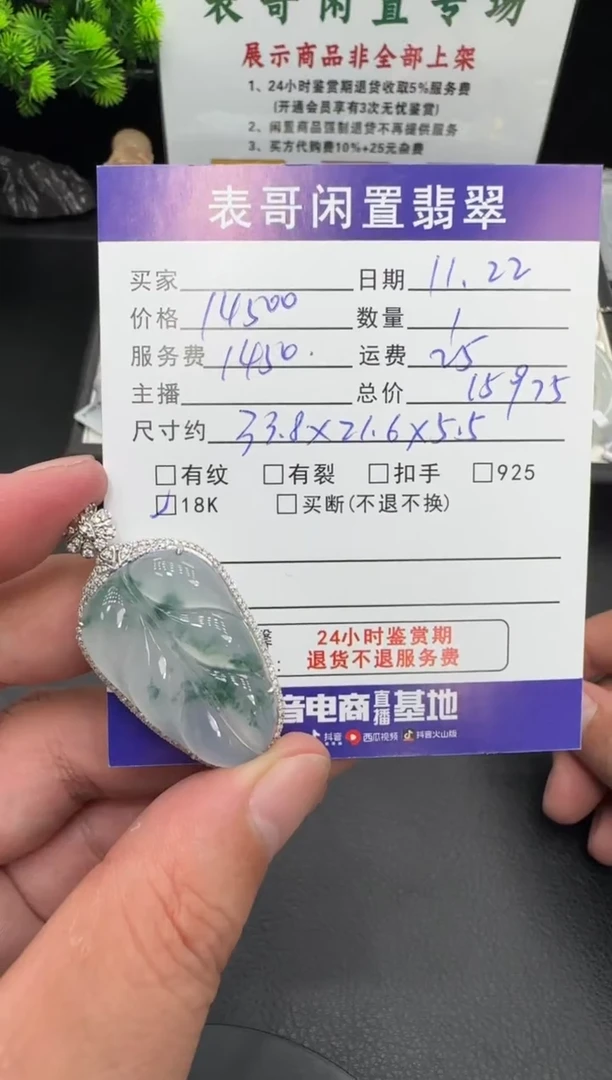 表哥闲置专场
展示商品非全部上架
1、24小时鉴赏期退货收取5%服务费
(开通会员享有3次无忧鉴赏)
2、闲置商品强制退货不再提供服务
3、买方代购费10%+25元杂费
表哥闲置翡翠
买家 日期 11.22
价格 14500 数量 1
服务费 1450. 运费 25
主播 总价 15975
尺寸约 33.8×21.6×5.5
□有纹 □有裂 □扣手 □925
☑18K □买断(不退不换)
24小时鉴赏期
退货不退服务费
音电商直播基地
抖音 西瓜视频 抖音火山版